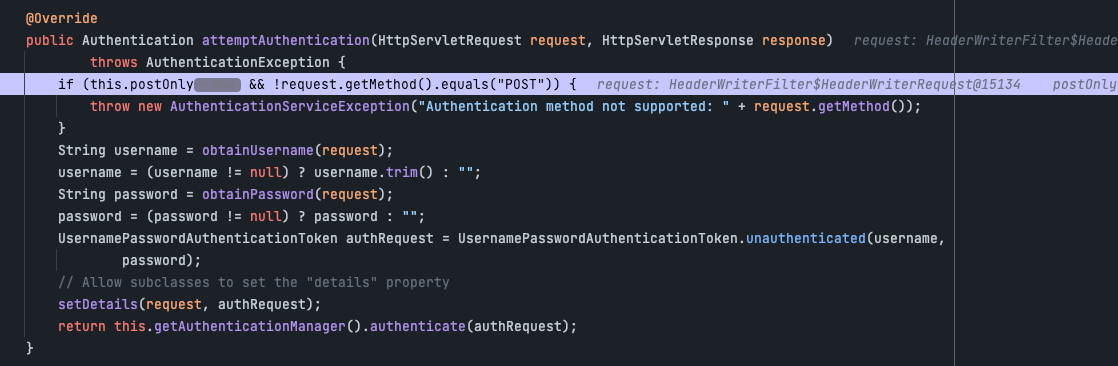 @Override
public Authentication attemptAuthentication(HttpServletRequest request, HttpServletResponse response) request: HeaderWriterFilter$Heade
throws AuthenticationException {
if (this.postOnly && !request.getMethod().equals("POST")) { request: HeaderWriterFilter$HeaderWriterRequest@15134 postOnly
throw new AuthenticationServiceException("Authentication method not supported: " + request.getMethod());
}
String username = obtainUsername(request);
username = (username != null) ? username.trim() : "";
String password = obtainPassword(request);
password = (password != null) ? password : "";
UsernamePasswordAuthenticationToken authRequest = UsernamePasswordAuthenticationToken.unauthenticated(username,
password);
// Allow subclasses to set the "details" property
setDetails(request, authRequest);
return this.getAuthenticationManager().authenticate(authRequest);
}